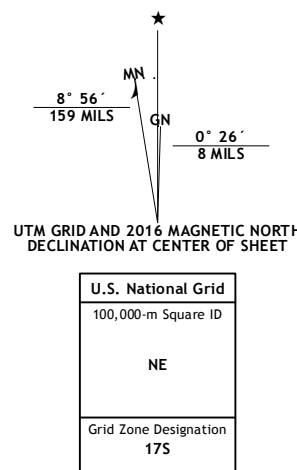 ★
MN
8° 56´
159 MILS
GN
0° 26´
8 MILS
UTM GRID AND 2016 MAGNETIC NORTH
DECLINATION AT CENTER OF SHEET
U.S. National Grid
100,000-m Square ID
NE
Grid Zone Designation
17S